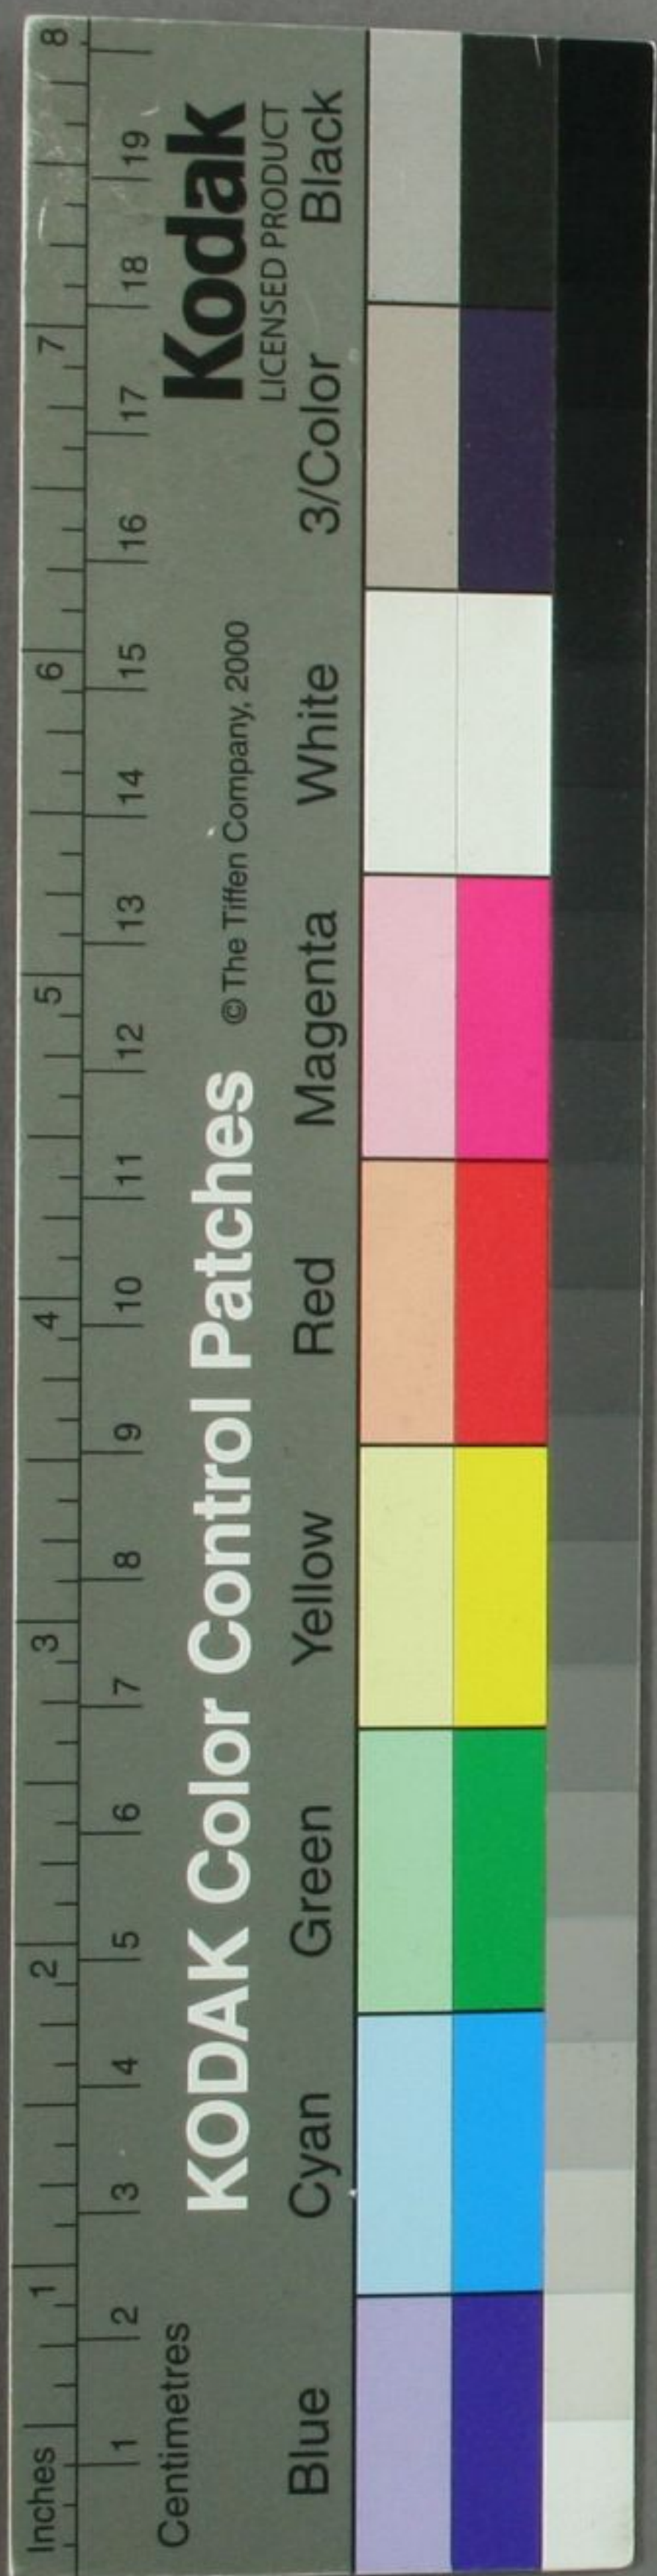 Inches 1 2 3 4 5 6 7 8
Centimetres 1 2 3 4 5 6 7 8 9 10 11 12 13 14 15 16 17 18 19
KODAK Color Control Patches © The Tiffen Company, 2000
Kodak
LICENSED PRODUCT
Blue Cyan Green Yellow Red Magenta White 3/Color Black